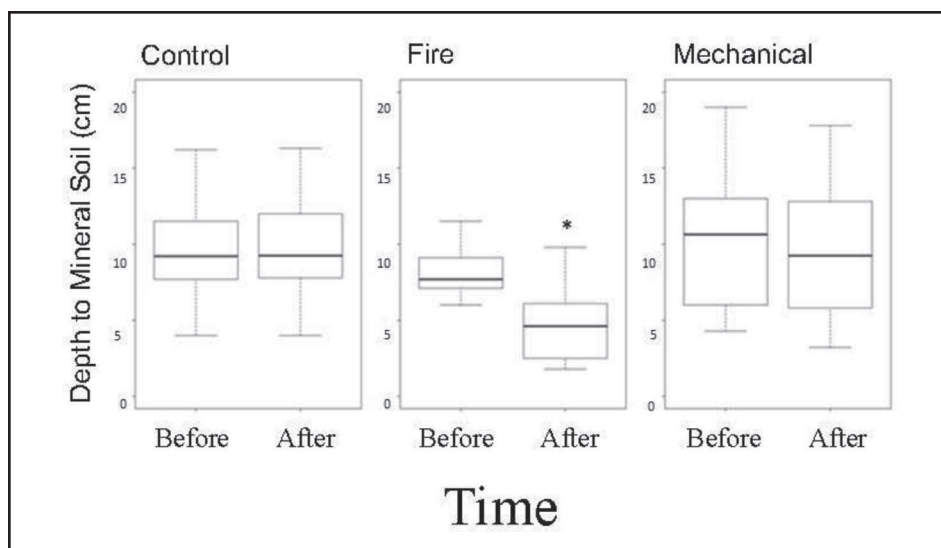 Control Fire Mechanical
Depth to Mineral Soil (cm)
20 20 20
15 15 15
10 10 10
* 
5 5 5
0 0 0
Before After Before After Before After
Time